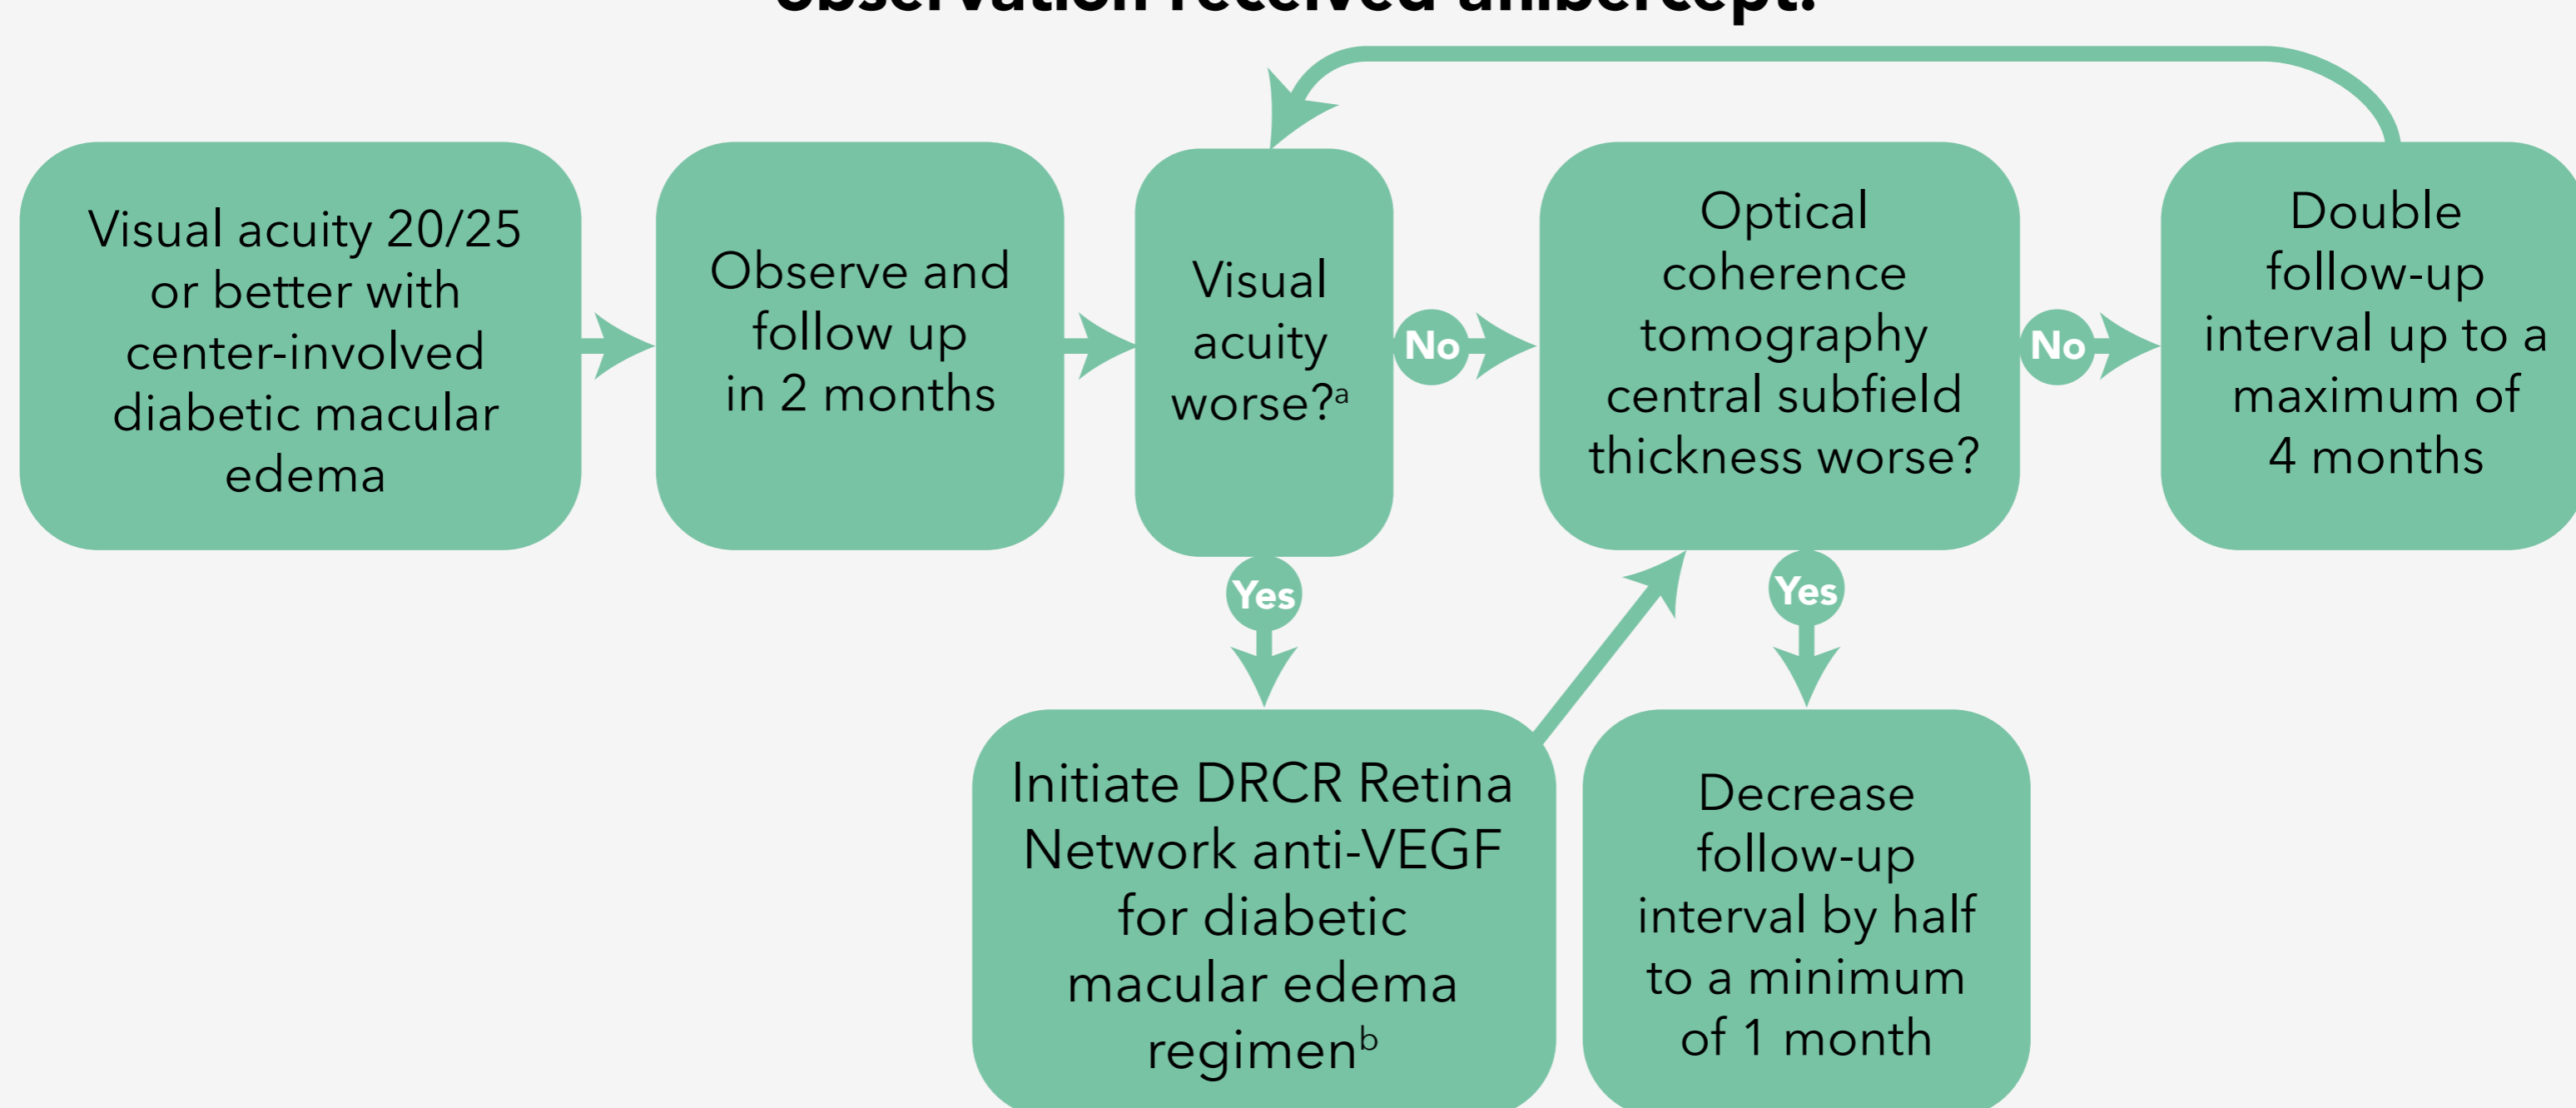 observation received aflibercept.
Visual acuity 20/25
or better with
center-involved
diabetic macular
edema
Observe and
follow up
in 2 months
Visual
acuity
worse?ᵃ
No
Optical
coherence
tomography
central subfield
thickness worse?
No
Double
follow-up
interval up to a
maximum of
4 months
Yes
Yes
Initiate DRCR Retina
Network anti-VEGF
for diabetic
macular edema
regimenᵇ
Decrease
follow-up
interval by half
to a minimum
of 1 month